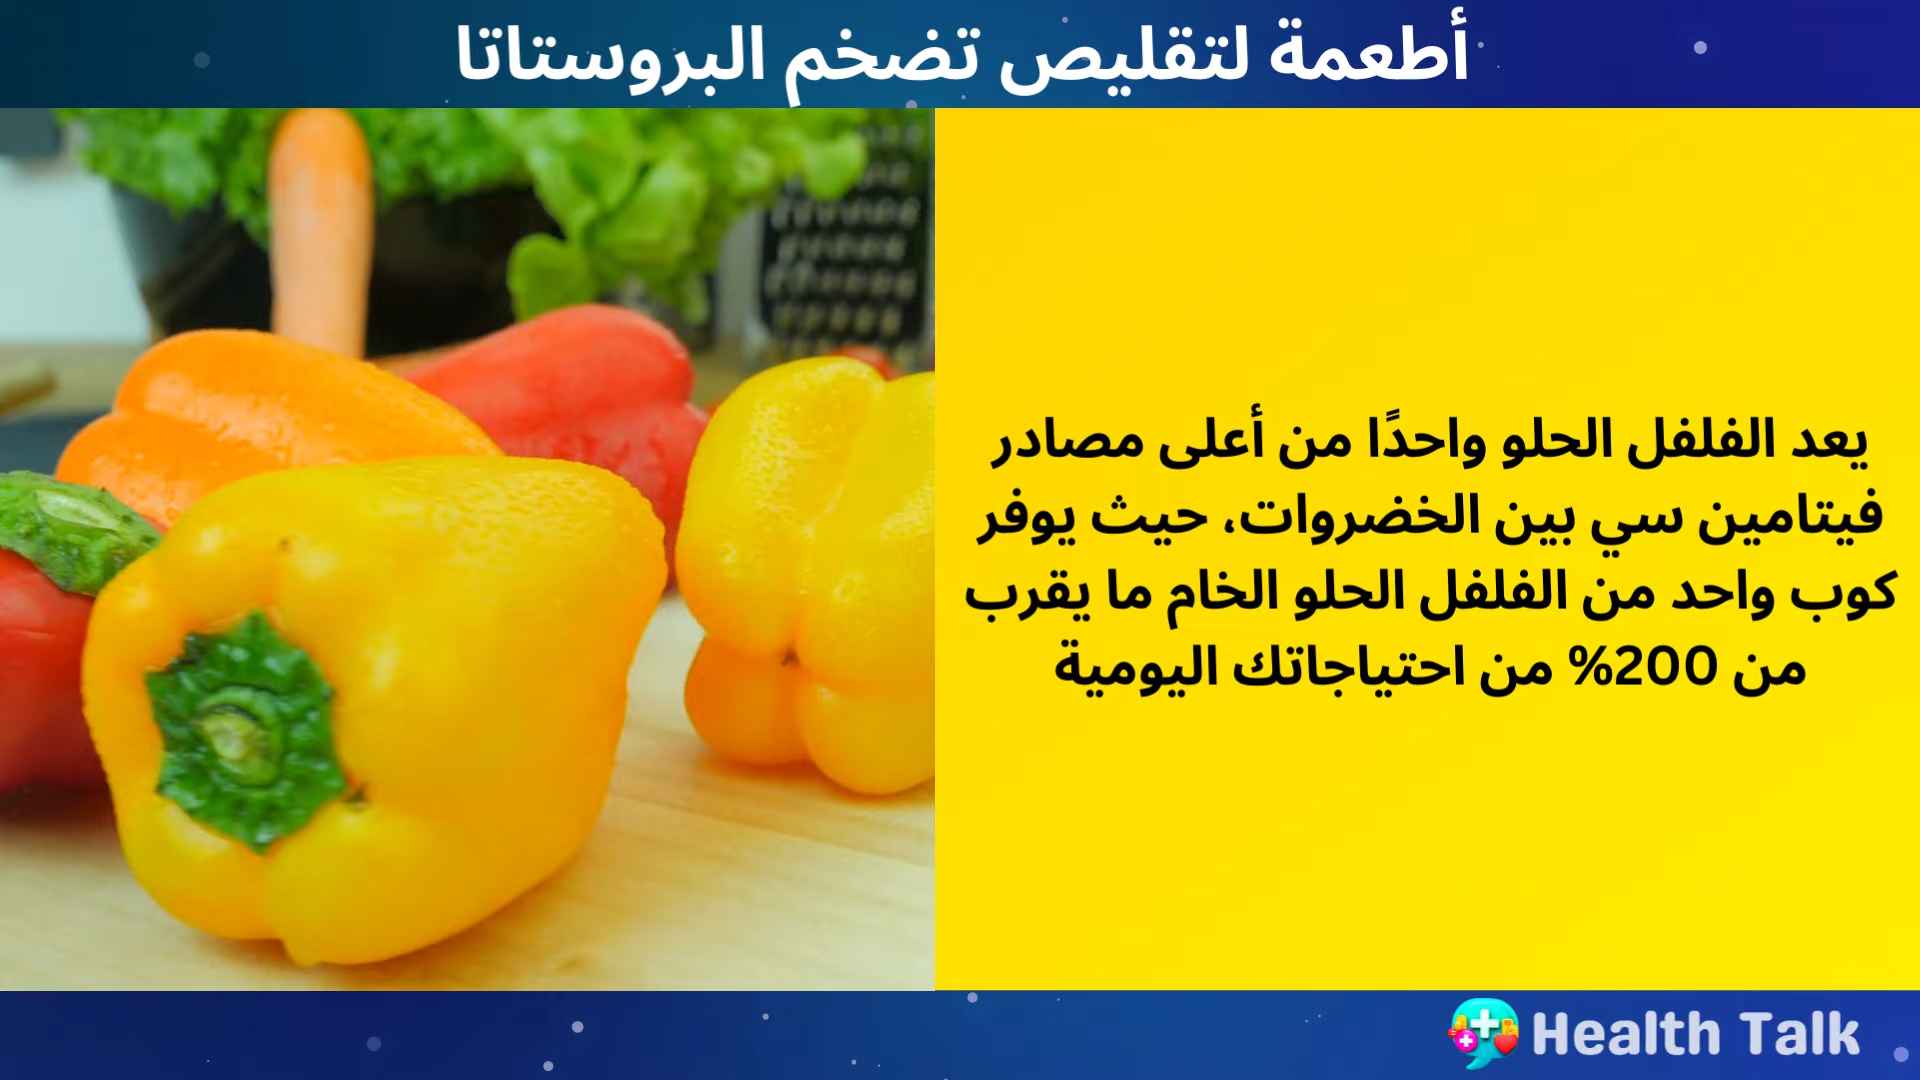 أطعمة لتقليص تضخم البروستاتا
يعد الفلفل الحلو واحدًا من أعلى مصادر
فيتامين سي بين الخضروات، حيث يوفر
كوب واحد من الفلفل الحلو الخام ما يقرب
من 200% من احتياجاتك اليومية
Health Talk